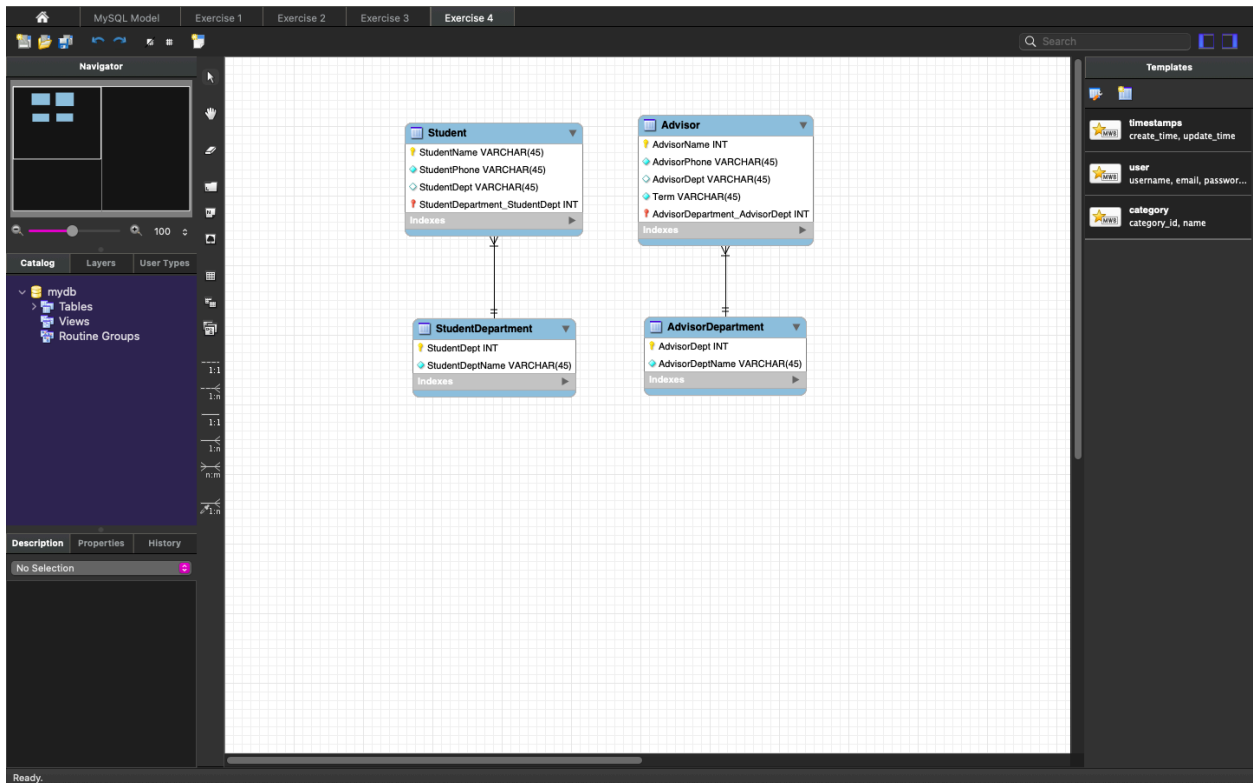 MySQL Model
Exercise 1
Exercise 2
Exercise 3
Exercise 4
Search
Navigator
100
Catalog
Layers
User Types
mydb
Tables
Views
Routine Groups
Description
Properties
History
No Selection
1:1
1:n
1:1
1:n
n:m
1:n
Student
StudentName VARCHAR(45)
StudentPhone VARCHAR(45)
StudentDept VARCHAR(45)
StudentDepartment_StudentDept INT
Indexes
Advisor
AdvisorName INT
AdvisorPhone VARCHAR(45)
AdvisorDept VARCHAR(45)
Term VARCHAR(45)
AdvisorDepartment_AdvisorDept INT
Indexes
StudentDepartment
StudentDept INT
StudentDeptName VARCHAR(45)
Indexes
AdvisorDepartment
AdvisorDept INT
AdvisorDeptName VARCHAR(45)
Indexes
Templates
MWB
timestamps
create_time, update_time
MWB
user
username, email, passwor...
MWB
category
category_id, name
Ready.